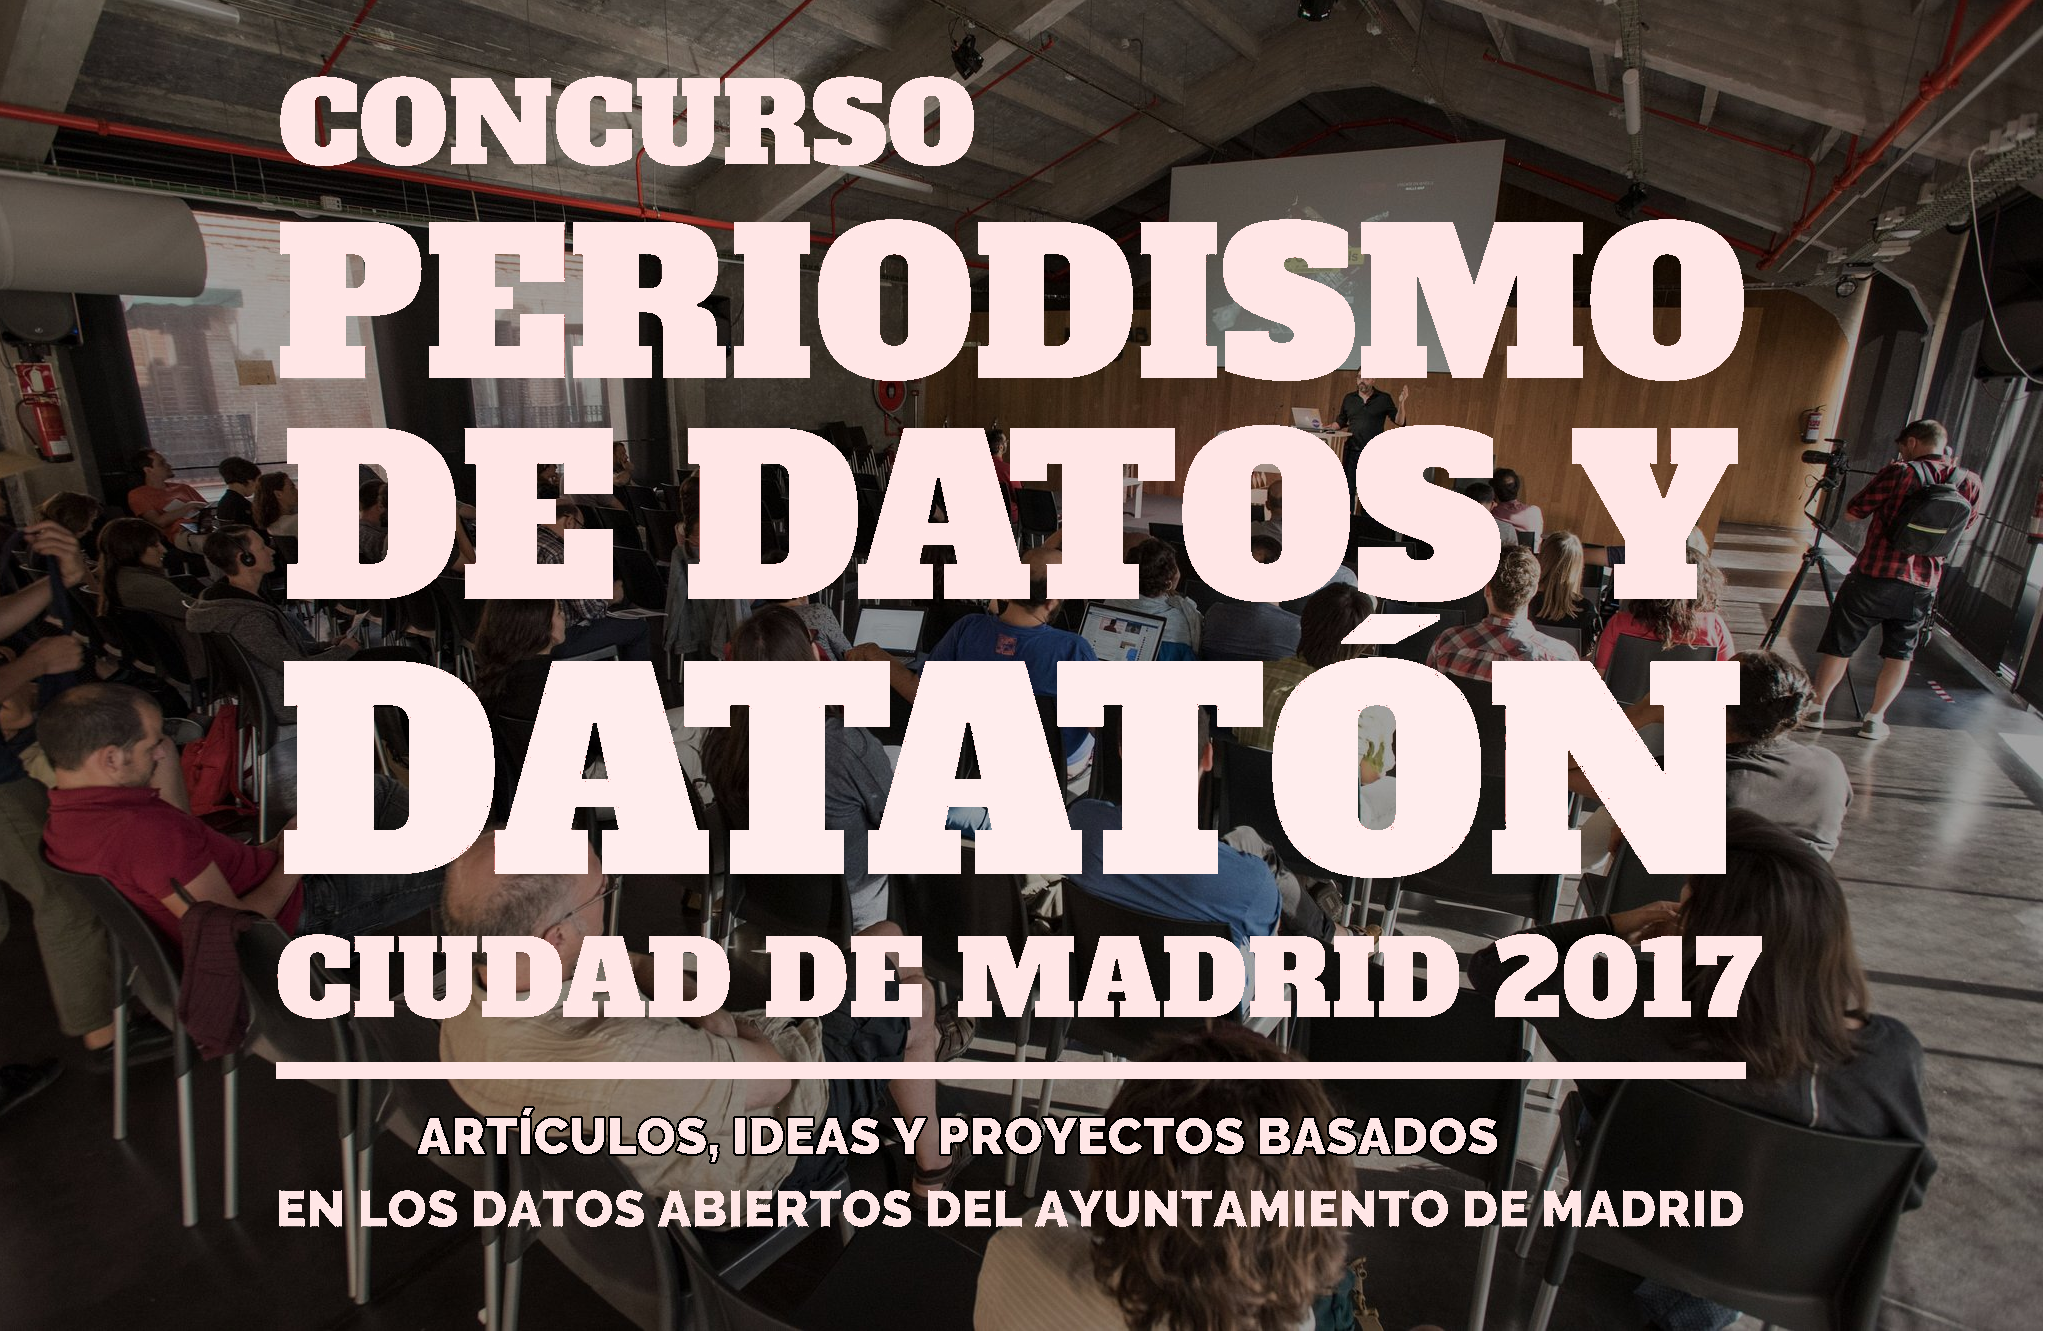 CONCURSO
PERIODISMO
DE DATOS Y
DATATÓN
CIUDAD DE MADRID 2017
ARTÍCULOS, IDEAS Y PROYECTOS BASADOS
EN LOS DATOS ABIERTOS DEL AYUNTAMIENTO DE MADRID